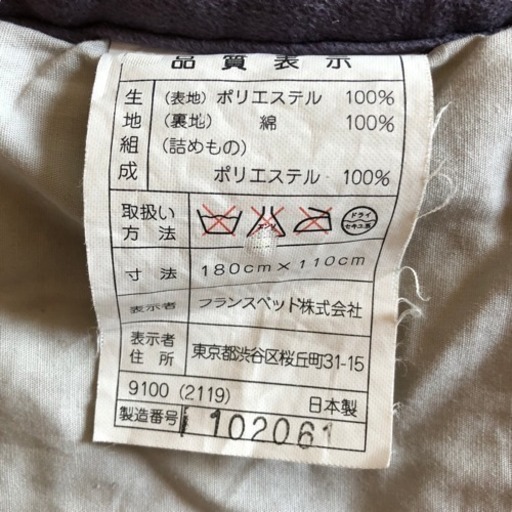 品質表示
生地組成
(表地) ポリエステル 100%
(裏地) 綿 100%
(詰めもの)
ポリエステル 100%
取扱い方法
ドライ
セキユ系
寸法 180cm×110cm
表示者 フランスベッド株式会社
表示者住所 東京都渋谷区桜丘町31-15
9100 (2119) 日本製
製造番号 102061